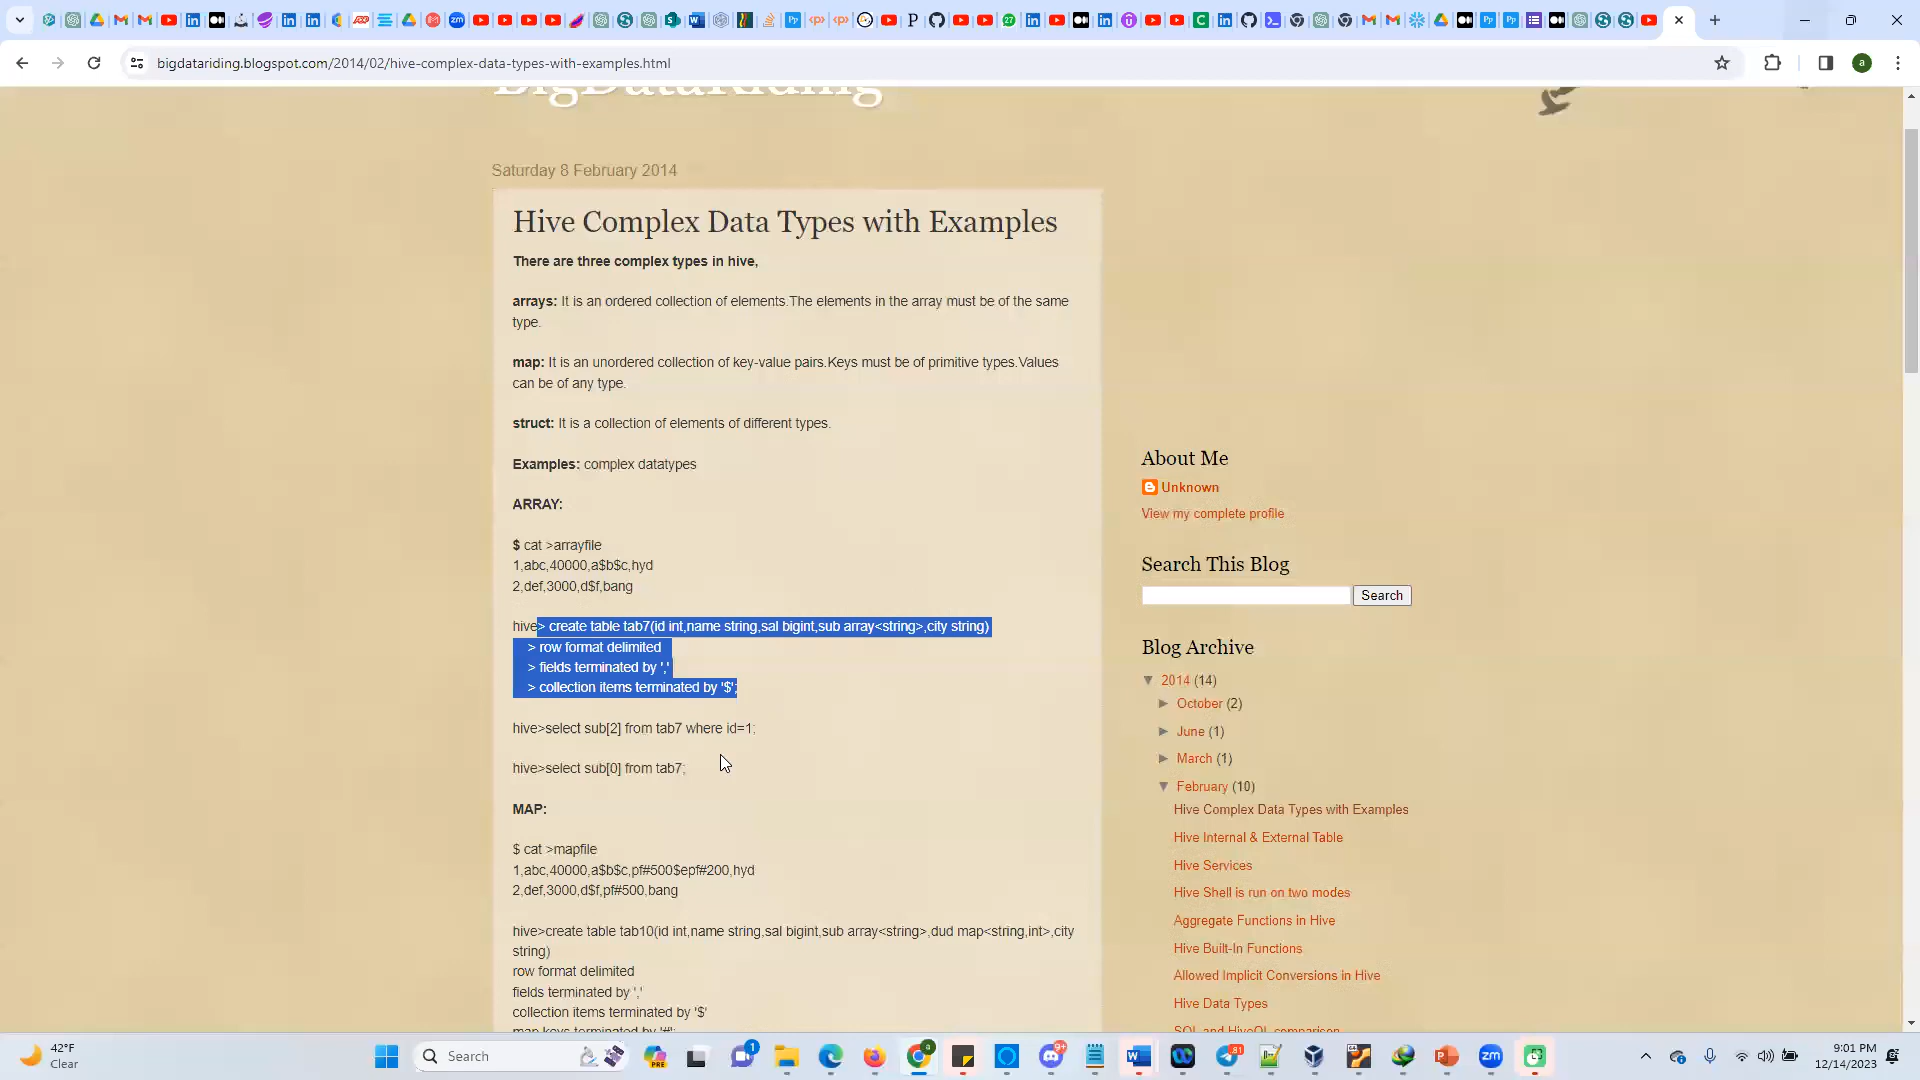 bigdatariding.blogspot.com/2014/02/hive-complex-data-types-with-examples.html
a
BigDataRiding
Saturday 8 February 2014
Hive Complex Data Types with Examples
There are three complex types in hive,
arrays: It is an ordered collection of elements.The elements in the array must be of the same
type.
map: It is an unordered collection of key-value pairs.Keys must be of primitive types.Values
can be of any type.
struct: It is a collection of elements of different types.
Examples: complex datatypes
ARRAY:
$ cat >arrayfile
1,abc,40000,a$b$c,hyd
2,def,3000,d$f,bang
hive> create table tab7(id int,name string,sal bigint,sub array<string>,city string)
> row format delimited
> fields terminated by ','
> collection items terminated by '$';
hive>select sub[2] from tab7 where id=1;
hive>select sub[0] from tab7;
MAP:
$ cat >mapfile
1,abc,40000,a$b$c,pf#500$epf#200,hyd
2,def,3000,d$f,pf#500,bang
hive>create table tab10(id int,name string,sal bigint,sub array<string>,dud map<string,int>,city
string)
row format delimited
fields terminated by ','
collection items terminated by '$'
map keys terminated by '#';
About Me
Unknown
View my complete profile
Search This Blog
Search
Blog Archive
▼ 2014 (14)
► October (2)
► June (1)
► March (1)
▼ February (10)
Hive Complex Data Types with Examples
Hive Internal & External Table
Hive Services
Hive Shell is run on two modes
Aggregate Functions in Hive
Hive Built-In Functions
Allowed Implicit Conversions in Hive
Hive Data Types
SQL and HiveQL comparison
42°F
Clear
Search
9:01 PM
12/14/2023